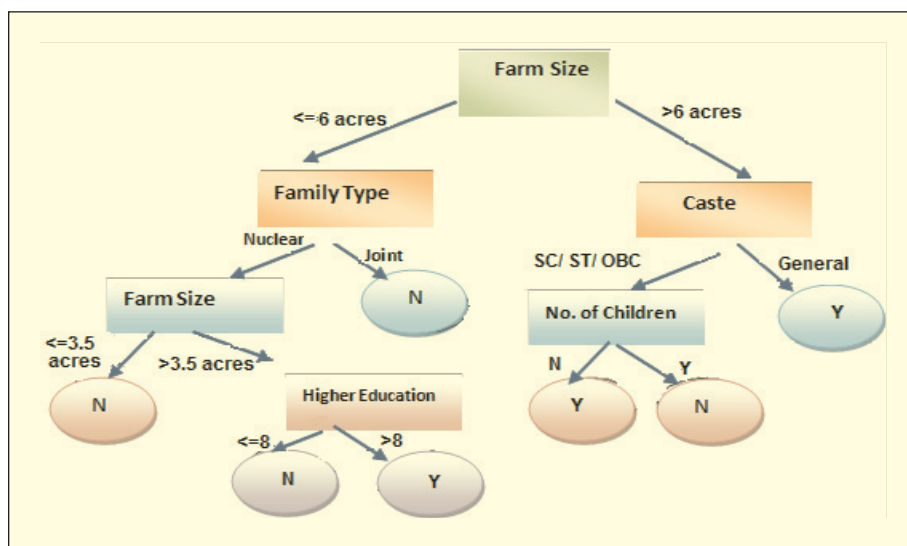 Farm Size
<=6 acres
>6 acres
Family Type
Caste
Nuclear
Joint
SC/ ST/ OBC
General
Farm Size
N
No. of Children
Y
<=3.5
acres
>3.5 acres
N
Y
N
Higher Education
Y
N
<=8
>8
N
Y